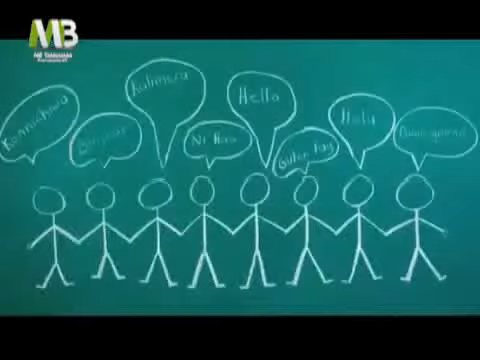 MB
Konnichiwa
Kalimera
Ni Hao
Hello
Guten tag
Hola